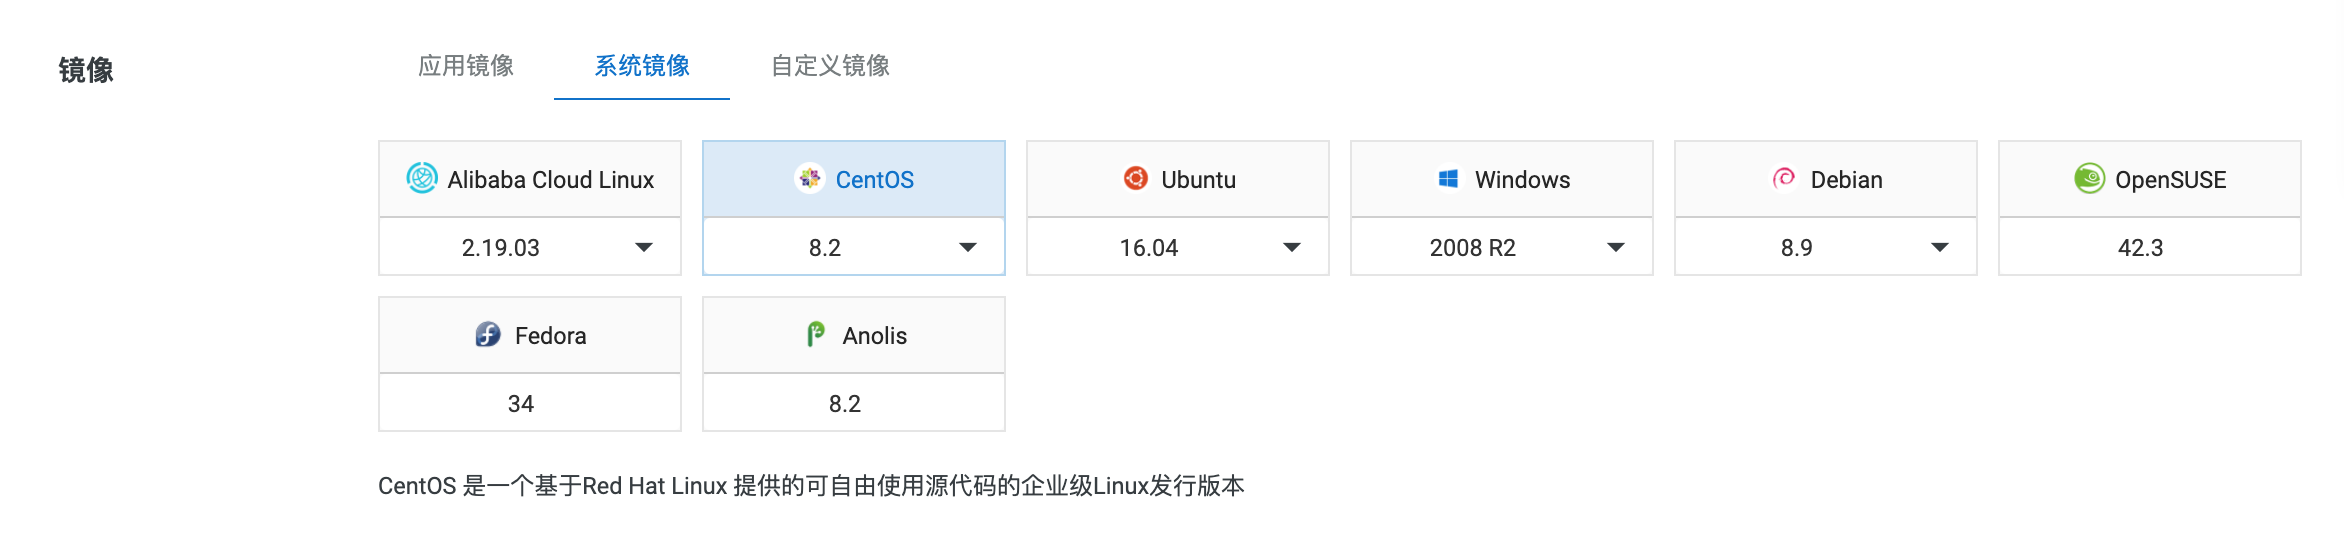 镜像
应用镜像 系统镜像 自定义镜像
Alibaba Cloud Linux CentOS Ubuntu Windows Debian OpenSUSE
2.19.03 8.2 16.04 2008 R2 8.9 42.3
Fedora Anolis
34 8.2
CentOS 是一个基于Red Hat Linux 提供的可自由使用源代码的企业级Linux发行版本